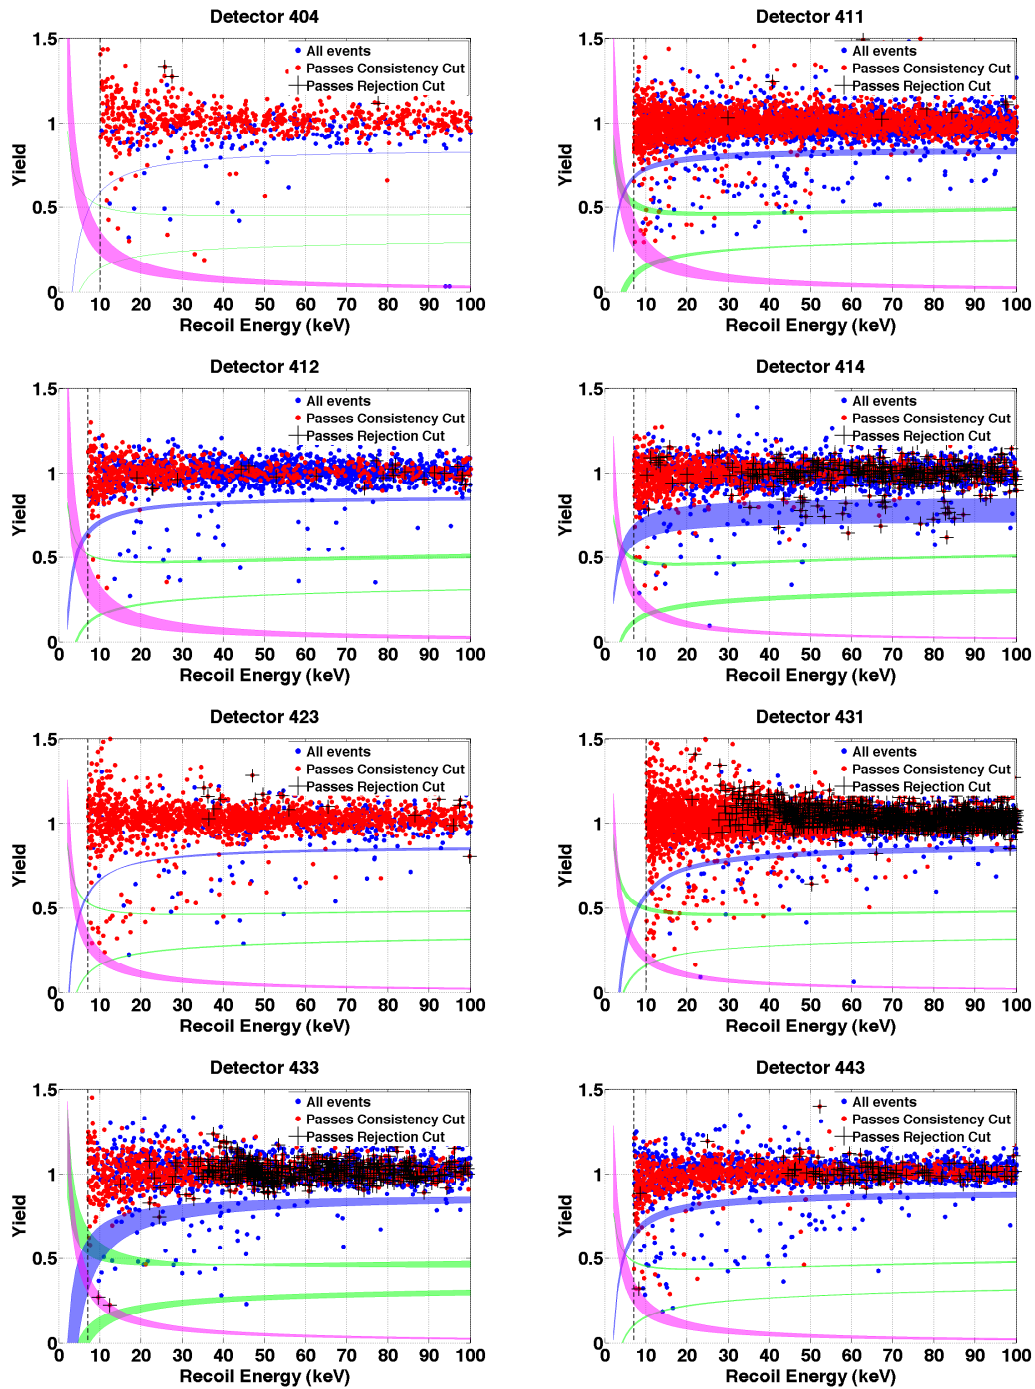 Detector 404
1.5
1
0.5
0
Yield
All events
Passes Consistency Cut
Passes Rejection Cut
0 10 20 30 40 50 60 70 80 90 100
Recoil Energy (keV)
Detector 411
1.5
1
0.5
0
Yield
All events
Passes Consistency Cut
Passes Rejection Cut
0 10 20 30 40 50 60 70 80 90 100
Recoil Energy (keV)
Detector 412
1.5
1
0.5
0
Yield
All events
Passes Consistency Cut
Passes Rejection Cut
0 10 20 30 40 50 60 70 80 90 100
Recoil Energy (keV)
Detector 414
1.5
1
0.5
0
Yield
All events
Passes Consistency Cut
Passes Rejection Cut
0 10 20 30 40 50 60 70 80 90 100
Recoil Energy (keV)
Detector 423
1.5
1
0.5
0
Yield
All events
Passes Consistency Cut
Passes Rejection Cut
0 10 20 30 40 50 60 70 80 90 100
Recoil Energy (keV)
Detector 431
1.5
1
0.5
0
Yield
All events
Passes Consistency Cut
Passes Rejection Cut
0 10 20 30 40 50 60 70 80 90 100
Recoil Energy (keV)
Detector 433
1.5
1
0.5
0
Yield
All events
Passes Consistency Cut
Passes Rejection Cut
0 10 20 30 40 50 60 70 80 90 100
Recoil Energy (keV)
Detector 443
1.5
1
0.5
0
Yield
All events
Passes Consistency Cut
Passes Rejection Cut
0 10 20 30 40 50 60 70 80 90 100
Recoil Energy (keV)